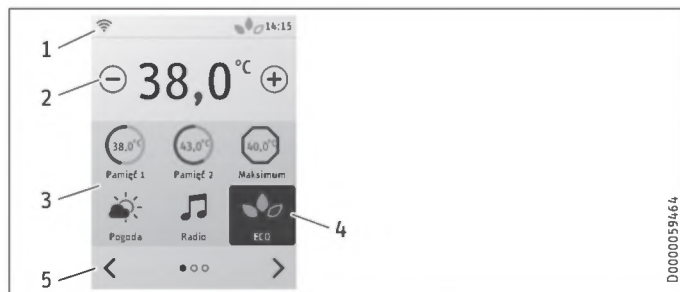 1
14:15
2
38,0°C
3
38,0°C 43,0°C 40,0°C
Pamięć 1 Pamięć 2 Maksimum
Pogoda Radio ECO
4
5
D0000059464